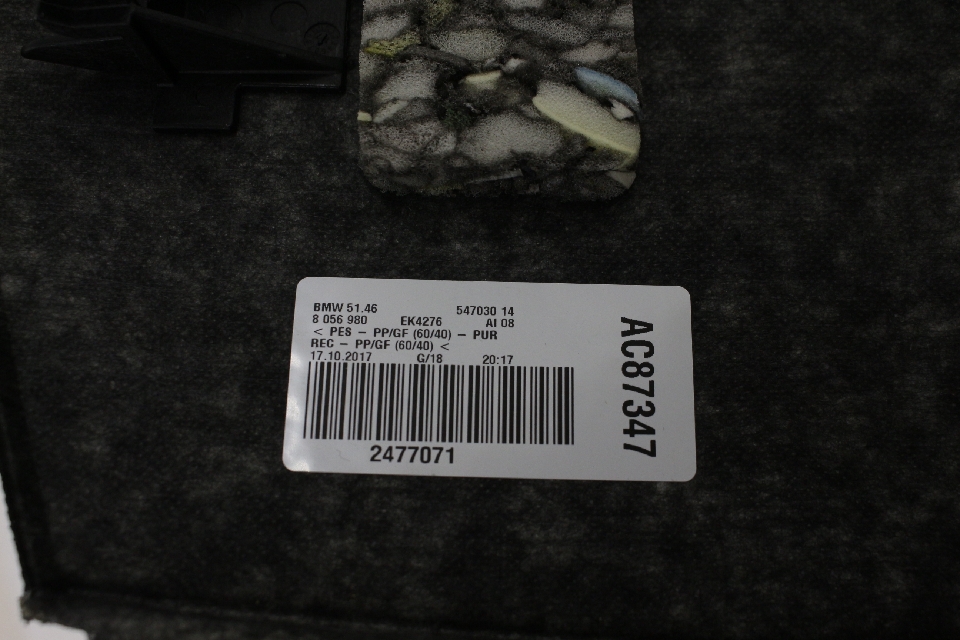 BMW 51.46 547030 14
8 056 980 EK4276 AI 08
< PES – PP/GF (60/40) – PUR
REC – PP/GF (60/40) <
17.10.2017 G/18 20:17
2477071
AC87347